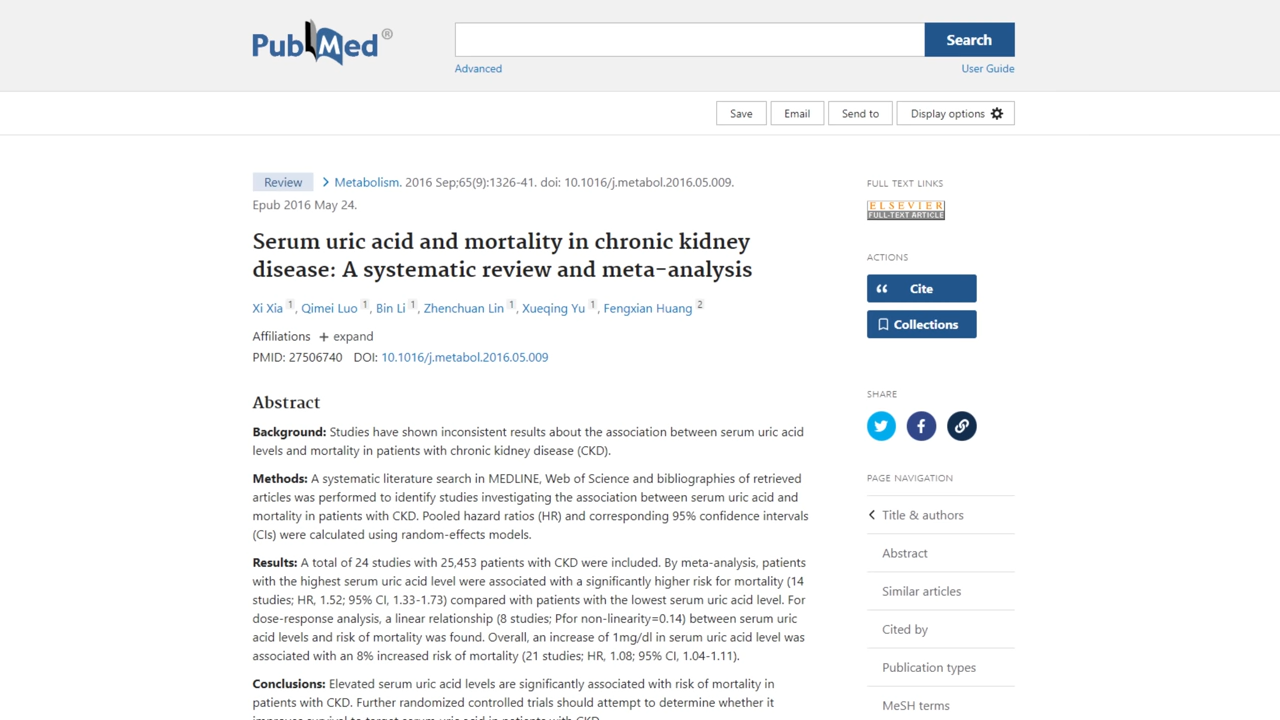 PubMed®
Search
Advanced
User Guide
Save
Email
Send to
Display options
Review
Metabolism. 2016 Sep;65(9):1326-41. doi: 10.1016/j.metabol.2016.05.009.
Epub 2016 May 24.
Serum uric acid and mortality in chronic kidney
disease: A systematic review and meta-analysis
Xi Xia 1, Qimei Luo 1, Bin Li 1, Zhenchuan Lin 1, Xueqing Yu 1, Fengxian Huang 2
Affiliations + expand
PMID: 27506740 DOI: 10.1016/j.metabol.2016.05.009
Abstract
Background: Studies have shown inconsistent results about the association between serum uric acid
levels and mortality in patients with chronic kidney disease (CKD).
Methods: A systematic literature search in MEDLINE, Web of Science and bibliographies of retrieved
articles was performed to identify studies investigating the association between serum uric acid and
mortality in patients with CKD. Pooled hazard ratios (HR) and corresponding 95% confidence intervals
(CIs) were calculated using random-effects models.
Results: A total of 24 studies with 25,453 patients with CKD were included. By meta-analysis, patients
with the highest serum uric acid level were associated with a significantly higher risk for mortality (14
studies; HR, 1.52; 95% CI, 1.33-1.73) compared with patients with the lowest serum uric acid level. For
dose-response analysis, a linear relationship (8 studies; Pfor non-linearity=0.14) between serum uric
acid levels and risk of mortality was found. Overall, an increase of 1mg/dl in serum uric acid level was
associated with an 8% increased risk of mortality (21 studies; HR, 1.08; 95% CI, 1.04-1.11).
Conclusions: Elevated serum uric acid levels are significantly associated with risk of mortality in
patients with CKD. Further randomized controlled trials should attempt to determine whether it
improves survival to target serum uric acid in patients with CKD.
FULL TEXT LINKS
ELSEVIER
FULL-TEXT ARTICLE
ACTIONS
Cite
Collections
SHARE
PAGE NAVIGATION
Title & authors
Abstract
Similar articles
Cited by
Publication types
MeSH terms